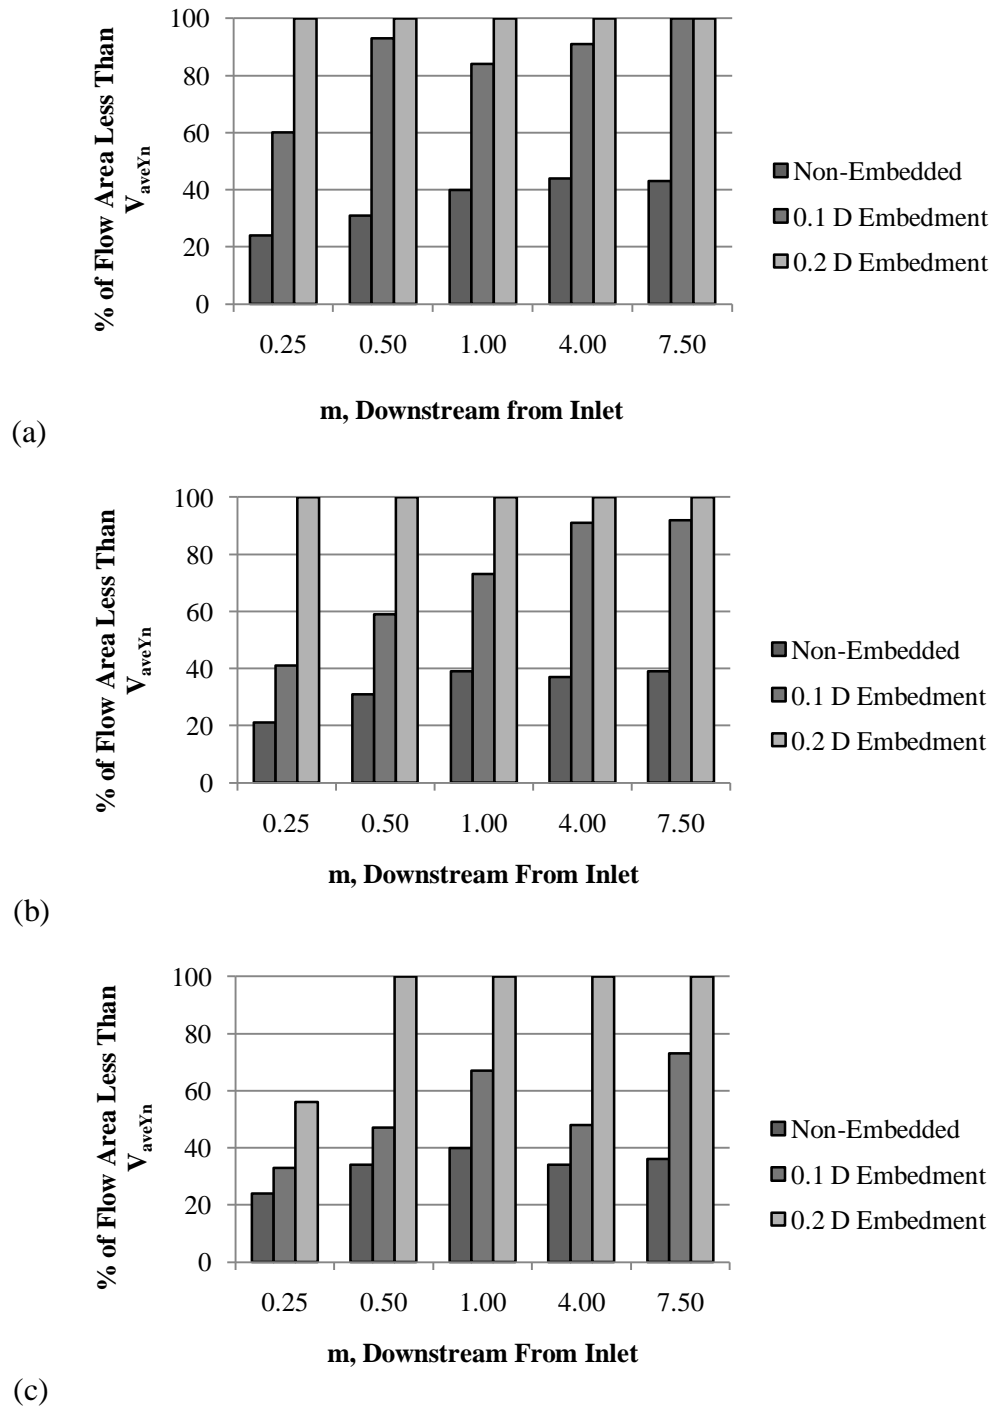 100
80
60
40
20
0
% of Flow Area Less Than
VaveYn
0.25 0.50 1.00 4.00 7.50
m, Downstream from Inlet
Non-Embedded
0.1 D Embedment
0.2 D Embedment
(a)
100
80
60
40
20
0
% of Flow Area Less Than
VaveYn
0.25 0.50 1.00 4.00 7.50
m, Downstream From Inlet
Non-Embedded
0.1 D Embedment
0.2 D Embedment
(b)
100
80
60
40
20
0
% of Flow Area Less Than
VaveYn
0.25 0.50 1.00 4.00 7.50
m, Downstream From Inlet
Non-Embedded
0.1 D Embedment
0.2 D Embedment
(c)